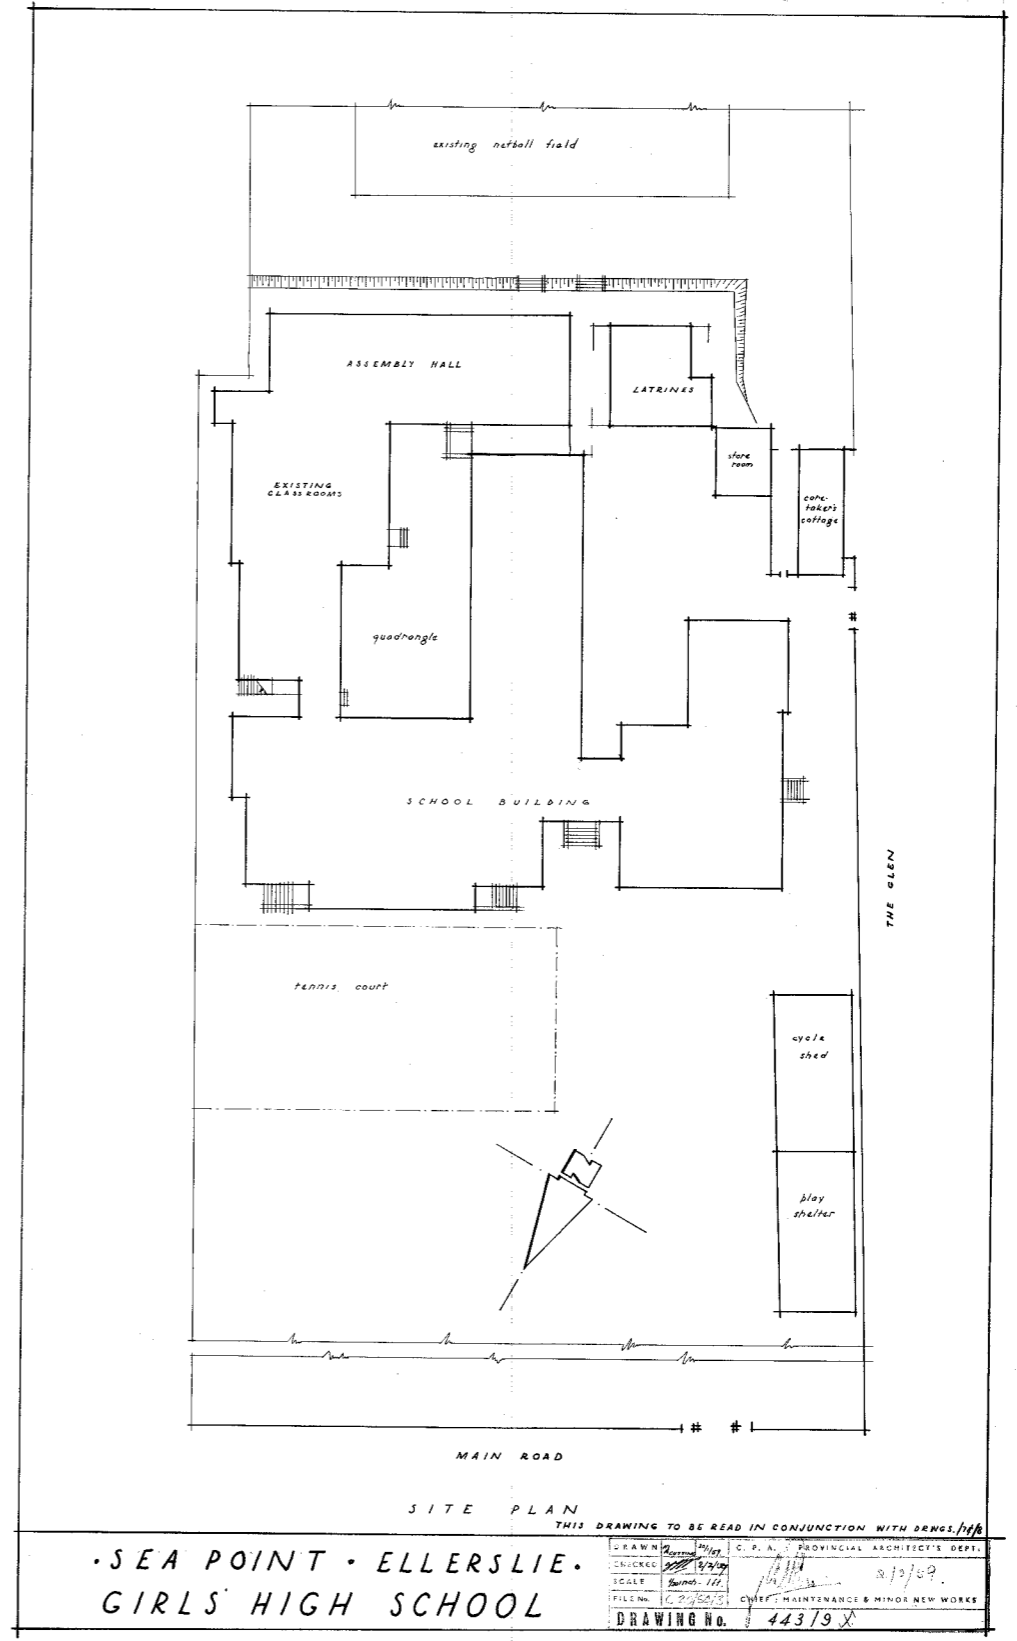 existing netball field
ASSEMBLY HALL
LATRINES
store
room
EXISTING
CLASSROOMS
care-
taker's
cottage
quadrangle
SCHOOL BUILDING
THE GLEN
tennis court
cycle
shed
N
play
shelter
MAIN ROAD
SITE PLAN
THIS DRAWING TO BE READ IN CONJUNCTION WITH DRWGS.
·SEA POINT · ELLERSLIE·
GIRLS HIGH SCHOOL
DRAWN
CHECKED
SCALE
FILE No.
DRAWING No. 443/9
C. P. A. : PROVINCIAL ARCHITECT'S DEPT.
CHIEF : MAINTENANCE & MINOR NEW WORKS